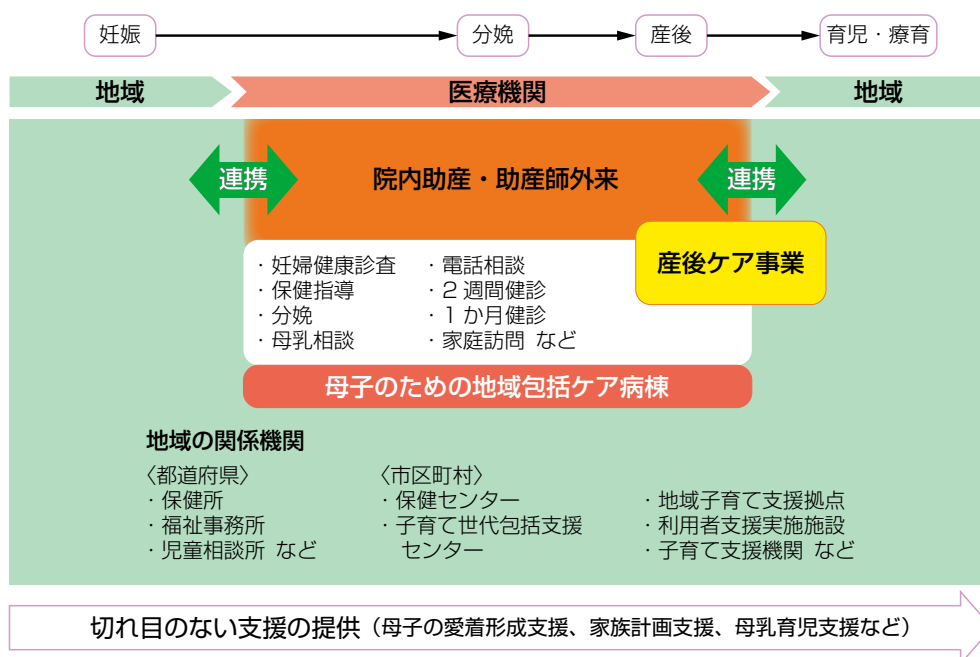 妊娠 分娩 産後 育児・療育
地域 医療機関 地域
連携 院内助産・助産師外来 連携
産後ケア事業
・妊婦健康診査
・保健指導
・分娩
・母乳相談
・電話相談
・2 週間健診
・1 か月健診
・家庭訪問 など
母子のための地域包括ケア病棟
地域の関係機関
〈都道府県〉
・保健所
・福祉事務所
・児童相談所 など
〈市区町村〉
・保健センター
・子育て世代包括支援
センター
・地域子育て支援拠点
・利用者支援実施施設
・子育て支援機関 など
切れ目のない支援の提供（母子の愛着形成支援、家族計画支援、母乳育児支援など）